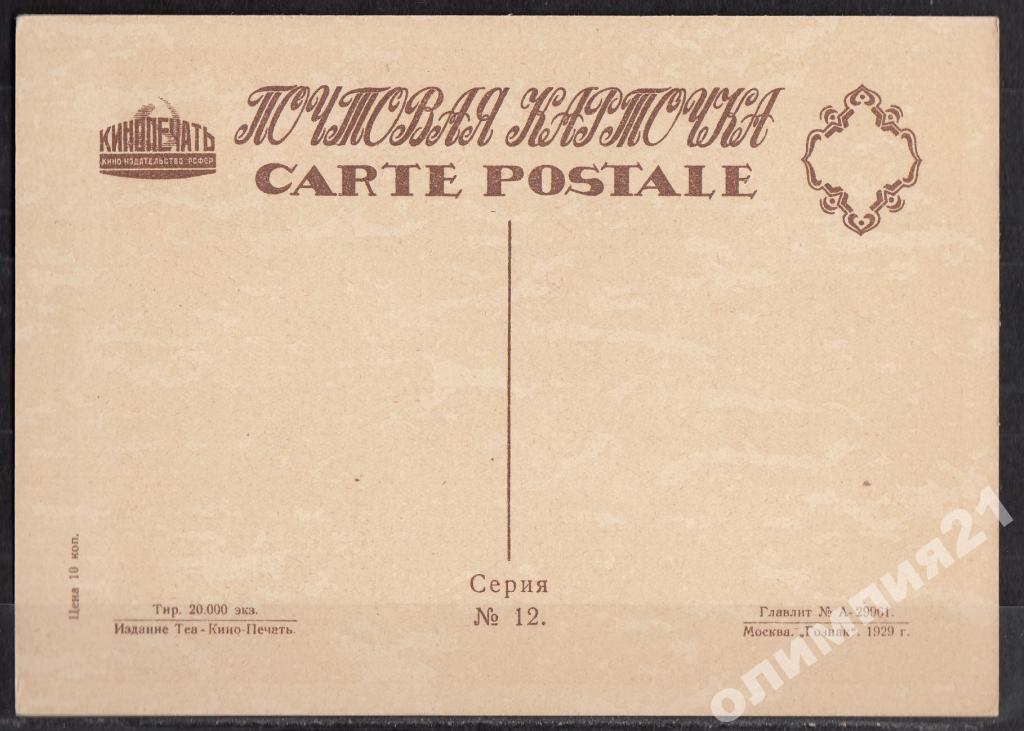 ПОЧТОВАЯ КАРТОЧКА
КИНОПЕЧАТЬ
КИНО-ИЗДАТЕЛЬСТВО РСФСР
CARTE POSTALE
Цена 10 коп.
Серия
№ 12.
Тир. 20.000 экз.
Издание Теа-Кино-Печать.
Главлит № А-29961.
Москва. „Гознак". 1929 г.
олимпия21